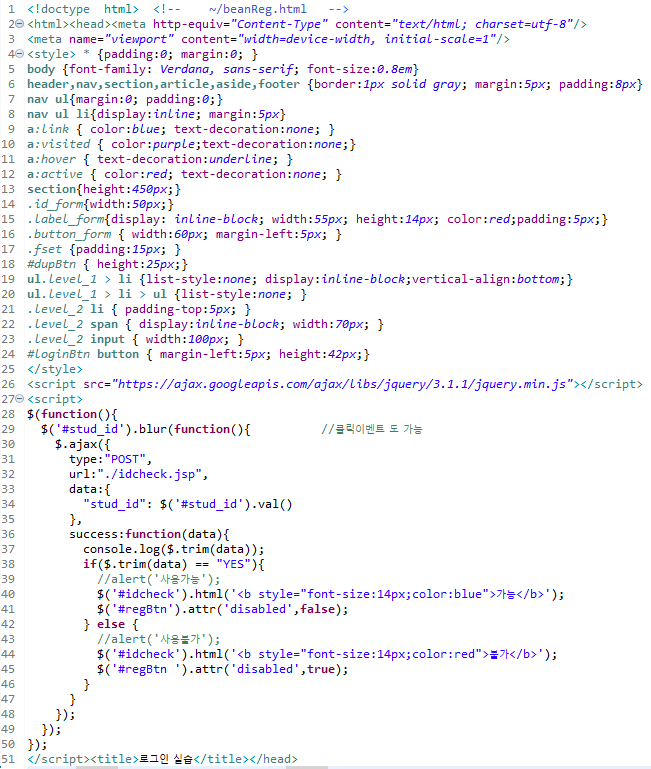 1 <!doctype  html>  <!--    ~/beanReg.html   -->
2 <html><head><meta http-equiv="Content-Type" content="text/html; charset=utf-8"/>
3 <meta name="viewport" content="width=device-width, initial-scale=1"/>
4 <style> * {padding:0; margin:0; }
5 body {font-family: Verdana, sans-serif; font-size:0.8em}
6 header,nav,section,article,aside,footer {border:1px solid gray; margin:5px; padding:8px}
7 nav ul{margin:0; padding:0;}
8 nav ul li{display:inline; margin:5px}
9 a:link { color:blue; text-decoration:none; }
10 a:visited { color:purple;text-decoration:none;}
11 a:hover { text-decoration:underline; }
12 a:active { color:red; text-decoration:none; }
13 section{height:450px;}
14 .id_form{width:50px;}
15 .label_form{display: inline-block; width:55px; height:14px; color:red;padding:5px;}
16 .button_form { width:60px; margin-left:5px; }
17 .fset {padding:15px; }
18 #dupBtn { height:25px;}
19 ul.level_1 > li {list-style:none; display:inline-block;vertical-align:bottom;}
20 ul.level_1 > li > ul {list-style:none; }
21 .level_2 li { padding-top:5px; }
22 .level_2 span { display:inline-block; width:70px; }
23 .level_2 input { width:100px; }
24 #loginBtn button { margin-left:5px; height:42px;}
25 </style>
26 <script src="https://ajax.googleapis.com/ajax/libs/jquery/3.1.1/jquery.min.js"></script>
27 <script>
28 $(function(){
29   $('#stud_id').blur(function(){          //클릭이벤트 도 가능
30     $.ajax({
31       type:"POST",
32       url:"./idcheck.jsp",
33       data:{
34         "stud_id": $('#stud_id').val()
35       },
36       success:function(data){
37         console.log($.trim(data));
38         if($.trim(data) == "YES"){
39           //alert('사용가능');
40           $('#idcheck').html('<b style="font-size:14px;color:blue">가능</b>');
41           $('#regBtn').attr('disabled',false);
42         } else {
43           //alert('사용불가');
44           $('#idcheck').html('<b style="font-size:14px;color:red">불가</b>');
45           $('#regBtn ').attr('disabled',true);
46         }
47       }
48     });
49   });
50 });
51 </script><title>로그인 실습</title></head>